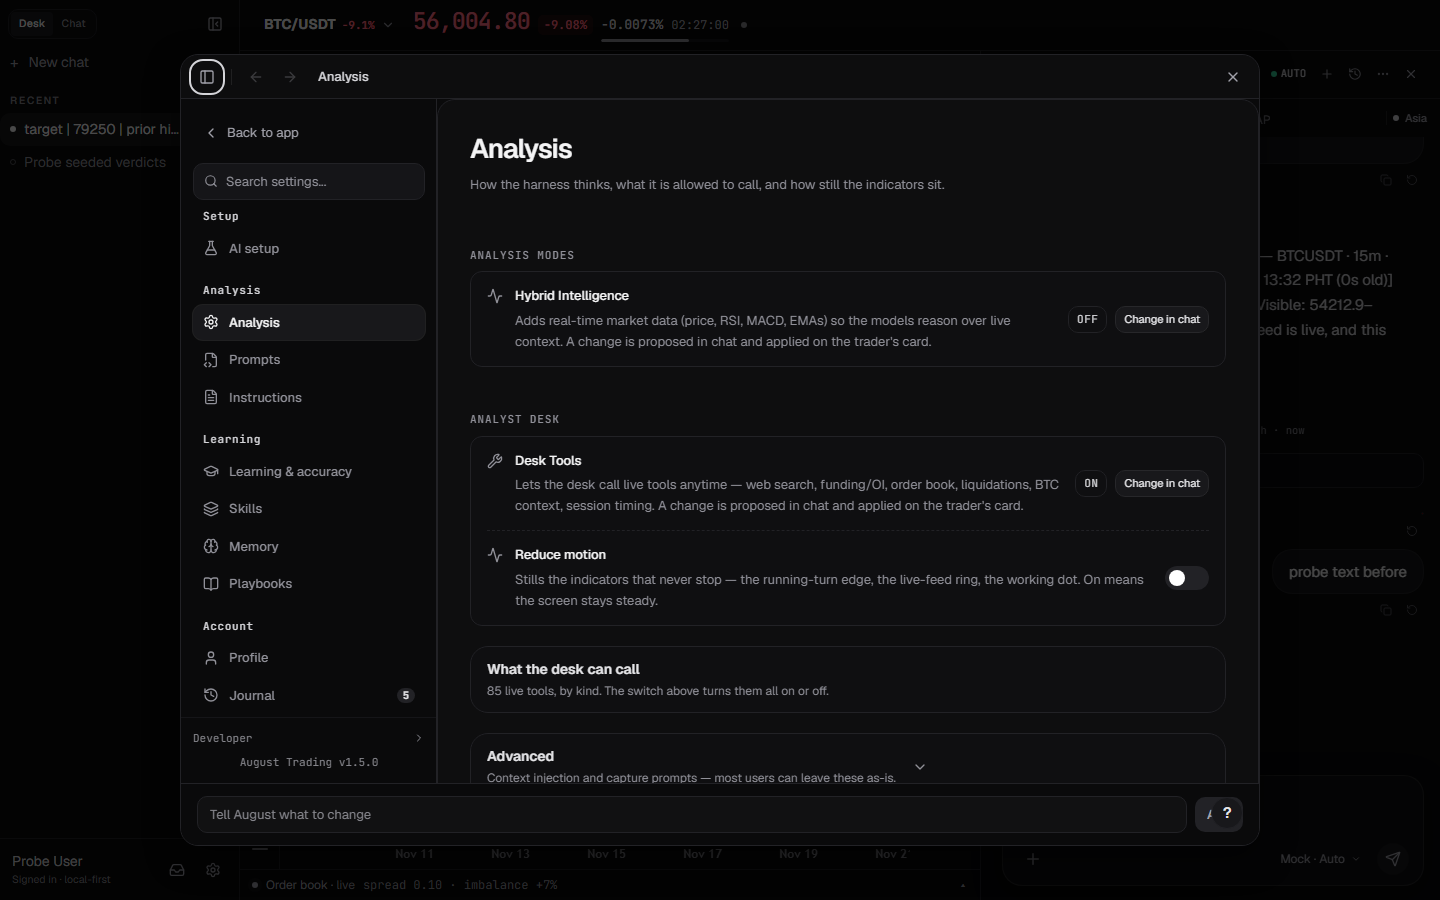 Desk Chat
BTC/USDT -9.1% 56,004.80 -9.08% -0.0073% 02:27:00
+ New chat
RECENT
target | 79250 | prior hi...
Probe seeded verdicts
Probe User
Signed in · local-first
Analysis
Back to app
Search settings...
Setup
AI setup
Analysis
Analysis
Prompts
Instructions
Learning
Learning & accuracy
Skills
Memory
Playbooks
Account
Profile
Journal 5
Developer
August Trading v1.5.0
Analysis
How the harness thinks, what it is allowed to call, and how still the indicators sit.
ANALYSIS MODES
Hybrid Intelligence
Adds real-time market data (price, RSI, MACD, EMAs) so the models reason over live
context. A change is proposed in chat and applied on the trader's card.
OFF Change in chat
ANALYST DESK
Desk Tools
Lets the desk call live tools anytime — web search, funding/OI, order book, liquidations, BTC
context, session timing. A change is proposed in chat and applied on the trader's card.
ON Change in chat
Reduce motion
Stills the indicators that never stop — the running-turn edge, the live-feed ring, the working dot. On means
the screen stays steady.
What the desk can call
85 live tools, by kind. The switch above turns them all on or off.
Advanced
Context injection and capture prompts — most users can leave these as-is.
Tell August what to change
?
AUTO
Asia
— BTCUSDT · 15m ·
13:32 PHT (0s old)]
Visible: 54212.9–
eed is live, and this
· now
probe text before
Mock · Auto
Nov 11 Nov 13 Nov 15 Nov 17 Nov 19 Nov 2
Order book · live spread 0.10 · imbalance +7%